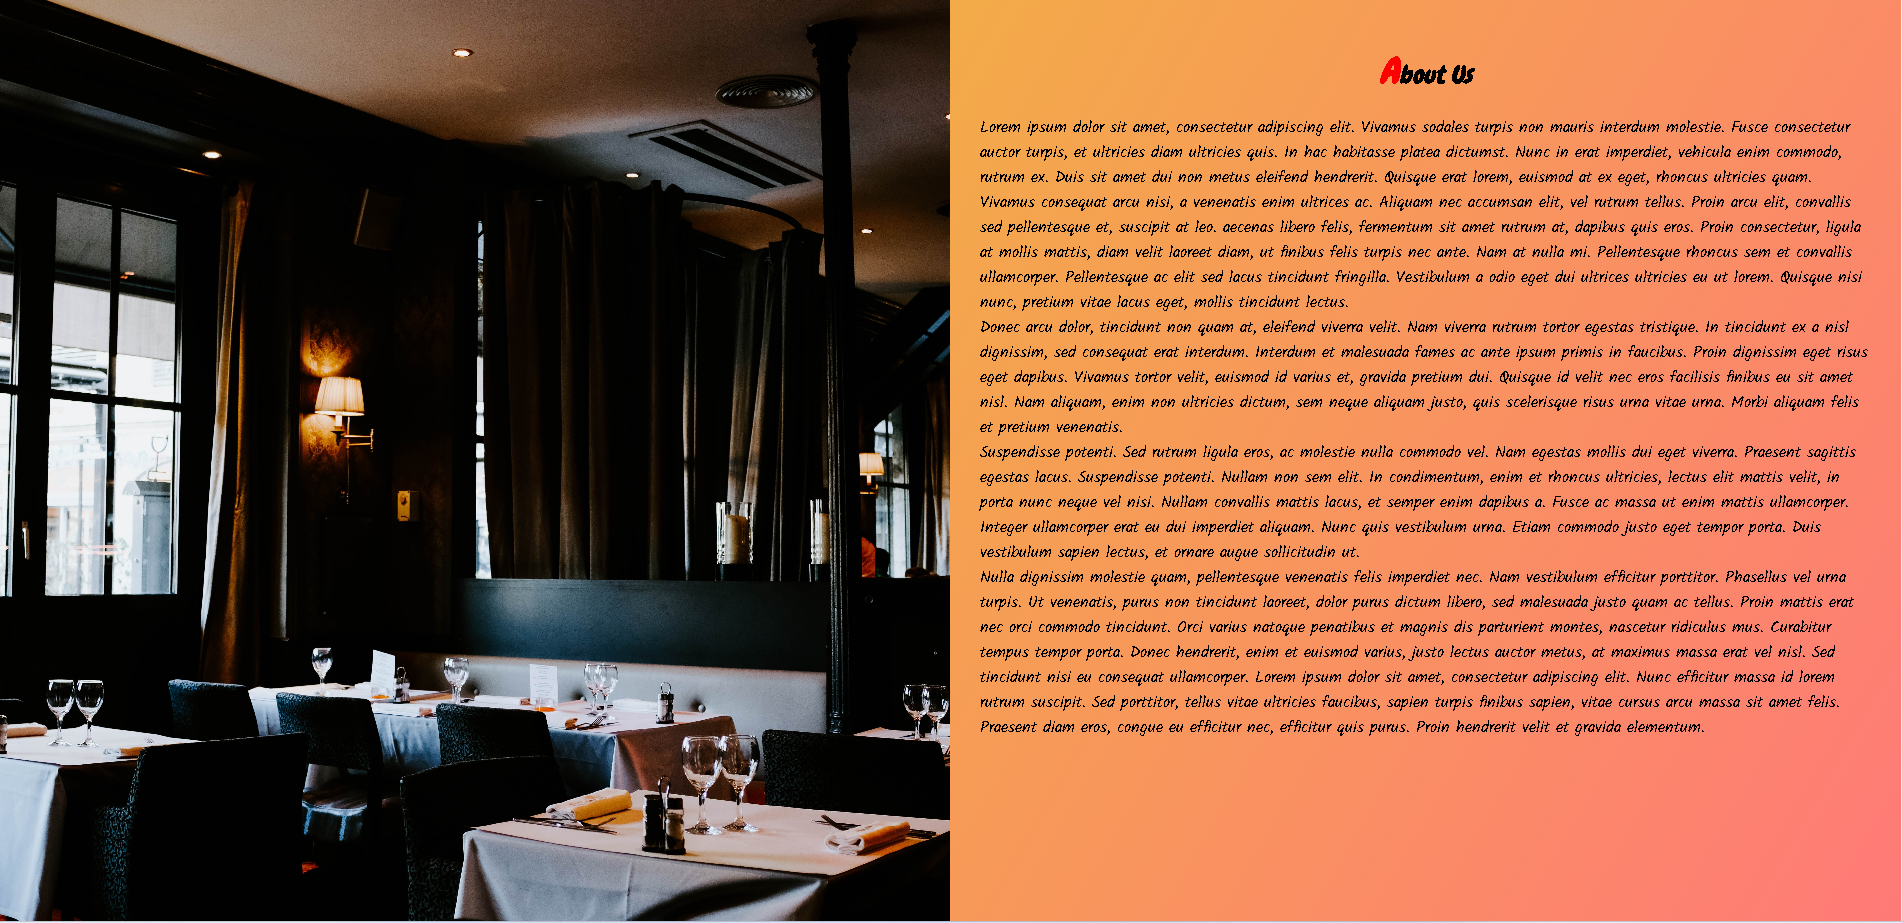 About Us
Lorem ipsum dolor sit amet, consectetur adipiscing elit. Vivamus sodales turpis non mauris interdum molestie. Fusce consectetur
auctor turpis, et ultricies diam ultricies quis. In hac habitasse platea dictumst. Nunc in erat imperdiet, vehicula enim commodo,
rutrum ex. Duis sit amet dui non metus eleifend hendrerit. Quisque erat lorem, euismod at ex eget, rhoncus ultricies quam.
Vivamus consequat arcu nisi, a venenatis enim ultrices ac. Aliquam nec accumsan elit, vel rutrum tellus. Proin arcu elit, convallis
sed pellentesque et, suscipit at leo. aecenas libero felis, fermentum sit amet rutrum at, dapibus quis eros. Proin consectetur, ligula
at mollis mattis, diam velit laoreet diam, ut finibus felis turpis nec ante. Nam at nulla mi. Pellentesque rhoncus sem et convallis
ullamcorper. Pellentesque ac elit sed lacus tincidunt fringilla. Vestibulum a odio eget dui ultrices ultricies eu ut lorem. Quisque nisi
nunc, pretium vitae lacus eget, mollis tincidunt lectus.
Donec arcu dolor, tincidunt non quam at, eleifend viverra velit. Nam viverra rutrum tortor egestas tristique. In tincidunt ex a nisl
dignissim, sed consequat erat interdum. Interdum et malesuada fames ac ante ipsum primis in faucibus. Proin dignissim eget risus
eget dapibus. Vivamus tortor velit, euismod id varius et, gravida pretium dui. Quisque id velit nec eros facilisis finibus eu sit amet
nisl. Nam aliquam, enim non ultricies dictum, sem neque aliquam justo, quis scelerisque risus urna vitae urna. Morbi aliquam felis
et pretium venenatis.
Suspendisse potenti. Sed rutrum ligula eros, ac molestie nulla commodo vel. Nam egestas mollis dui eget viverra. Praesent sagittis
egestas lacus. Suspendisse potenti. Nullam non sem elit. In condimentum, enim et rhoncus ultricies, lectus elit mattis velit, in
porta nunc neque vel nisi. Nullam convallis mattis lacus, et semper enim dapibus a. Fusce ac massa ut enim mattis ullamcorper.
Integer ullamcorper erat eu dui imperdiet aliquam. Nunc quis vestibulum urna. Etiam commodo justo eget tempor porta. Duis
vestibulum sapien lectus, et ornare augue sollicitudin ut.
Nulla dignissim molestie quam, pellentesque venenatis felis imperdiet nec. Nam vestibulum efficitur porttitor. Phasellus vel urna
turpis. Ut venenatis, purus non tincidunt laoreet, dolor purus dictum libero, sed malesuada justo quam ac tellus. Proin mattis erat
nec orci commodo tincidunt. Orci varius natoque penatibus et magnis dis parturient montes, nascetur ridiculus mus. Curabitur
tempus tempor porta. Donec hendrerit, enim et euismod varius, justo lectus auctor metus, at maximus massa erat vel nisl. Sed
tincidunt nisi eu consequat ullamcorper. Lorem ipsum dolor sit amet, consectetur adipiscing elit. Nunc efficitur massa id lorem
rutrum suscipit. Sed porttitor, tellus vitae ultricies faucibus, sapien turpis finibus sapien, vitae cursus arcu massa sit amet felis.
Praesent diam eros, congue eu efficitur nec, efficitur quis purus. Proin hendrerit velit et gravida elementum.